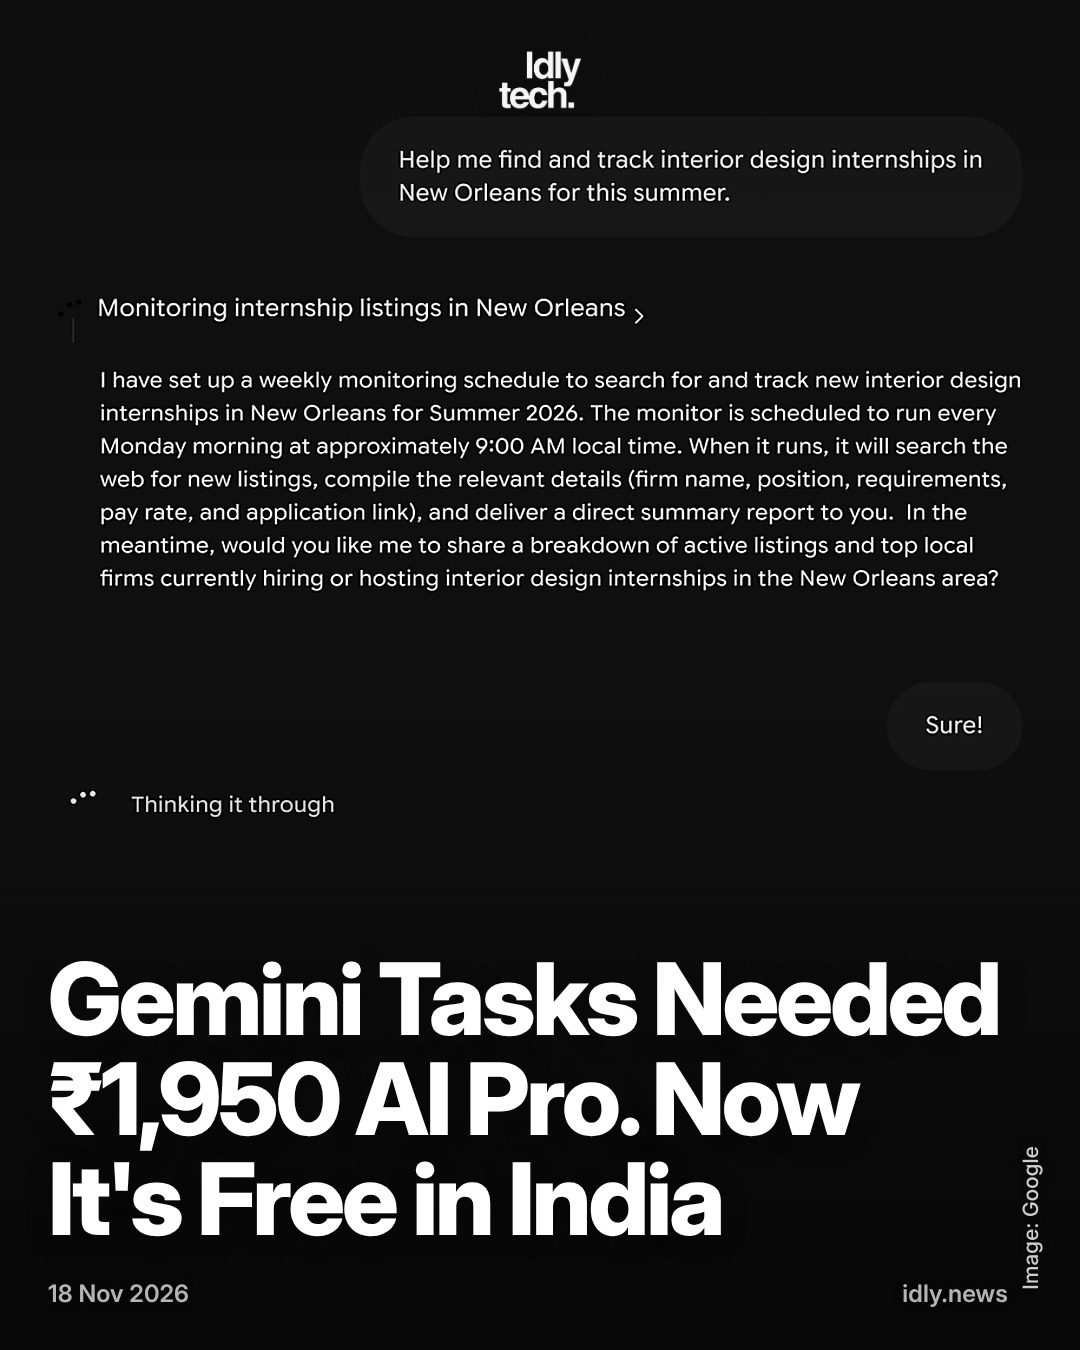 Idly
tech.
Help me find and track interior design internships in
New Orleans for this summer.
Monitoring internship listings in New Orleans
I have set up a weekly monitoring schedule to search for and track new interior design
internships in New Orleans for Summer 2026. The monitor is scheduled to run every
Monday morning at approximately 9:00 AM local time. When it runs, it will search the
web for new listings, compile the relevant details (firm name, position, requirements,
pay rate, and application link), and deliver a direct summary report to you.  In the
meantime, would you like me to share a breakdown of active listings and top local
firms currently hiring or hosting interior design internships in the New Orleans area?
Sure!
Thinking it through
Gemini Tasks Needed
₹1,950 AI Pro. Now
It's Free in India
Image: Google
18 Nov 2026
idly.news